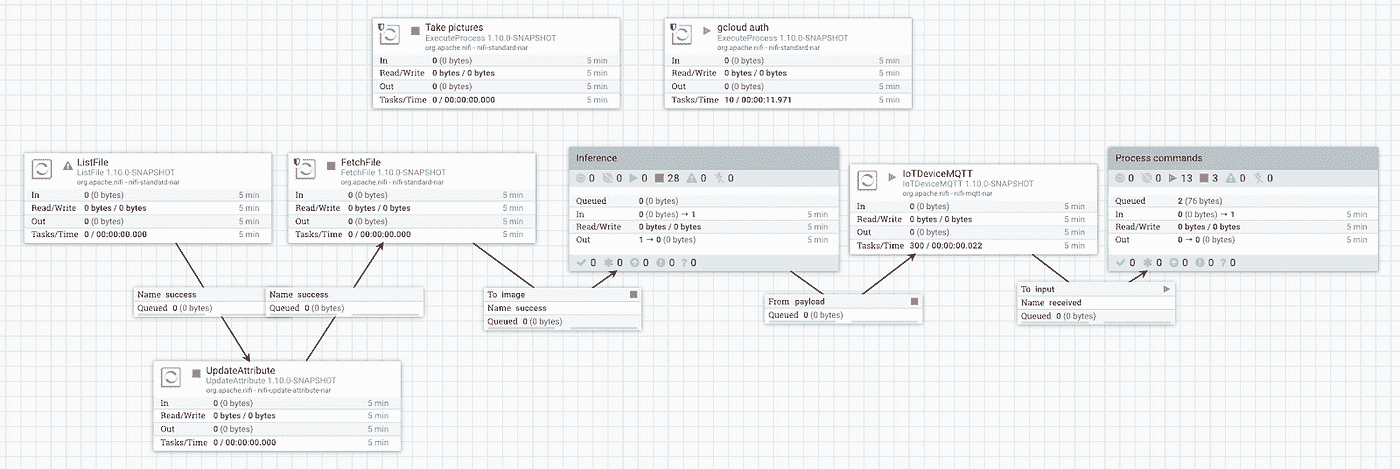 Take pictures
ExecuteProcess 1.10.0-SNAPSHOT
org.apache.nifi - nifi-standard-nar
In 0 (0 bytes) 5 min
Read/Write 0 bytes / 0 bytes 5 min
Out 0 (0 bytes) 5 min
Tasks/Time 0 / 00:00:00.000 5 min
gcloud auth
ExecuteProcess 1.10.0-SNAPSHOT
org.apache.nifi - nifi-standard-nar
In 0 (0 bytes) 5 min
Read/Write 0 bytes / 0 bytes 5 min
Out 0 (0 bytes) 5 min
Tasks/Time 10 / 00:00:11.971 5 min
ListFile
ListFile 1.10.0-SNAPSHOT
org.apache.nifi - nifi-standard-nar
In 0 (0 bytes) 5 min
Read/Write 0 bytes / 0 bytes 5 min
Out 0 (0 bytes) 5 min
Tasks/Time 0 / 00:00:00.000 5 min
FetchFile
FetchFile 1.10.0-SNAPSHOT
org.apache.nifi - nifi-standard-nar
In 0 (0 bytes) 5 min
Read/Write 0 bytes / 0 bytes 5 min
Out 0 (0 bytes) 5 min
Tasks/Time 0 / 00:00:00.000 5 min
Inference
0 0 0 28 0 0
Queued 0 (0 bytes)
In 0 (0 bytes) → 1 5 min
Read/Write 0 bytes / 0 bytes 5 min
Out 1 → 0 (0 bytes) 5 min
0 0 0 0 ? 0
IoTDeviceMQTT
IoTDeviceMQTT 1.10.0-SNAPSHOT
org.apache.nifi - nifi-mqtt-nar
In 0 (0 bytes) 5 min
Read/Write 0 bytes / 0 bytes 5 min
Out 0 (0 bytes) 5 min
Tasks/Time 300 / 00:00:00.022 5 min
Process commands
0 0 13 3 0 0
Queued 2 (76 bytes)
In 0 (0 bytes) → 1 5 min
Read/Write 0 bytes / 0 bytes 5 min
Out 0 → 0 (0 bytes) 5 min
0 0 0 0 ? 0
Name success
Queued 0 (0 bytes)
Name success
Queued 0 (0 bytes)
To image
Name success
Queued 0 (0 bytes)
From payload
Queued 0 (0 bytes)
To input
Name received
Queued 0 (0 bytes)
UpdateAttribute
UpdateAttribute 1.10.0-SNAPSHOT
org.apache.nifi - nifi-update-attribute-nar
In 0 (0 bytes) 5 min
Read/Write 0 bytes / 0 bytes 5 min
Out 0 (0 bytes) 5 min
Tasks/Time 0 / 00:00:00.000 5 min